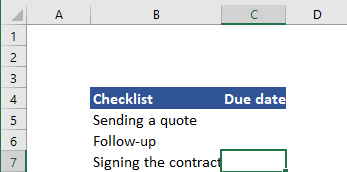 A B C D
1
2
3
4 Checklist Due date
5 Sending a quote
6 Follow-up
7 Signing the contract